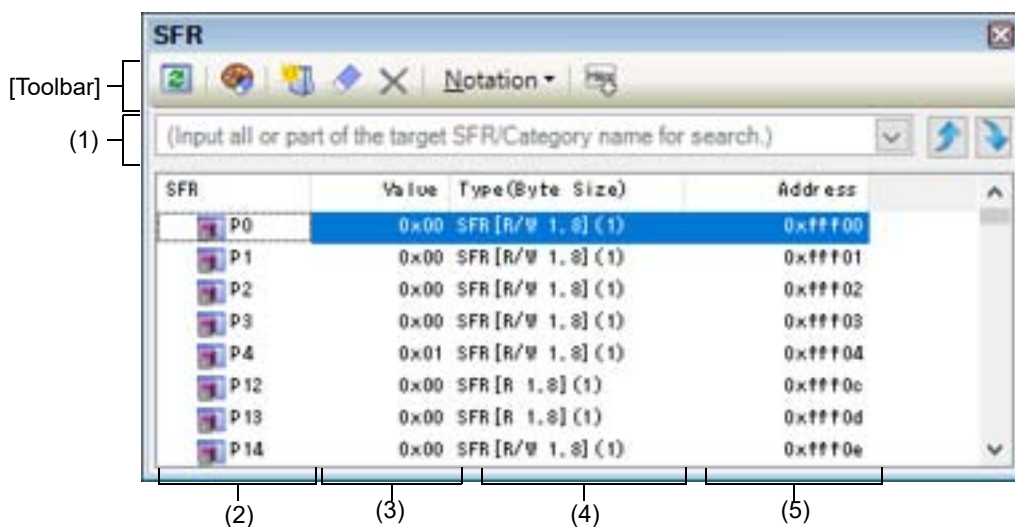 SFR
[Toolbar]
Notation
(1)
(Input all or part of the target SFR/Category name for search.)
SFR Value Type(Byte Size) Address
P0 0x00 SFR[R/W 1.8](1) 0xfff00
P1 0x00 SFR[R/W 1.8](1) 0xfff01
P2 0x00 SFR[R/W 1.8](1) 0xfff02
P3 0x00 SFR[R/W 1.8](1) 0xfff03
P4 0x01 SFR[R/W 1.8](1) 0xfff04
P12 0x00 SFR[R 1.8](1) 0xfff0c
P13 0x00 SFR[R 1.8](1) 0xfff0d
P14 0x00 SFR[R/W 1.8](1) 0xfff0e
(2) (3) (4) (5)